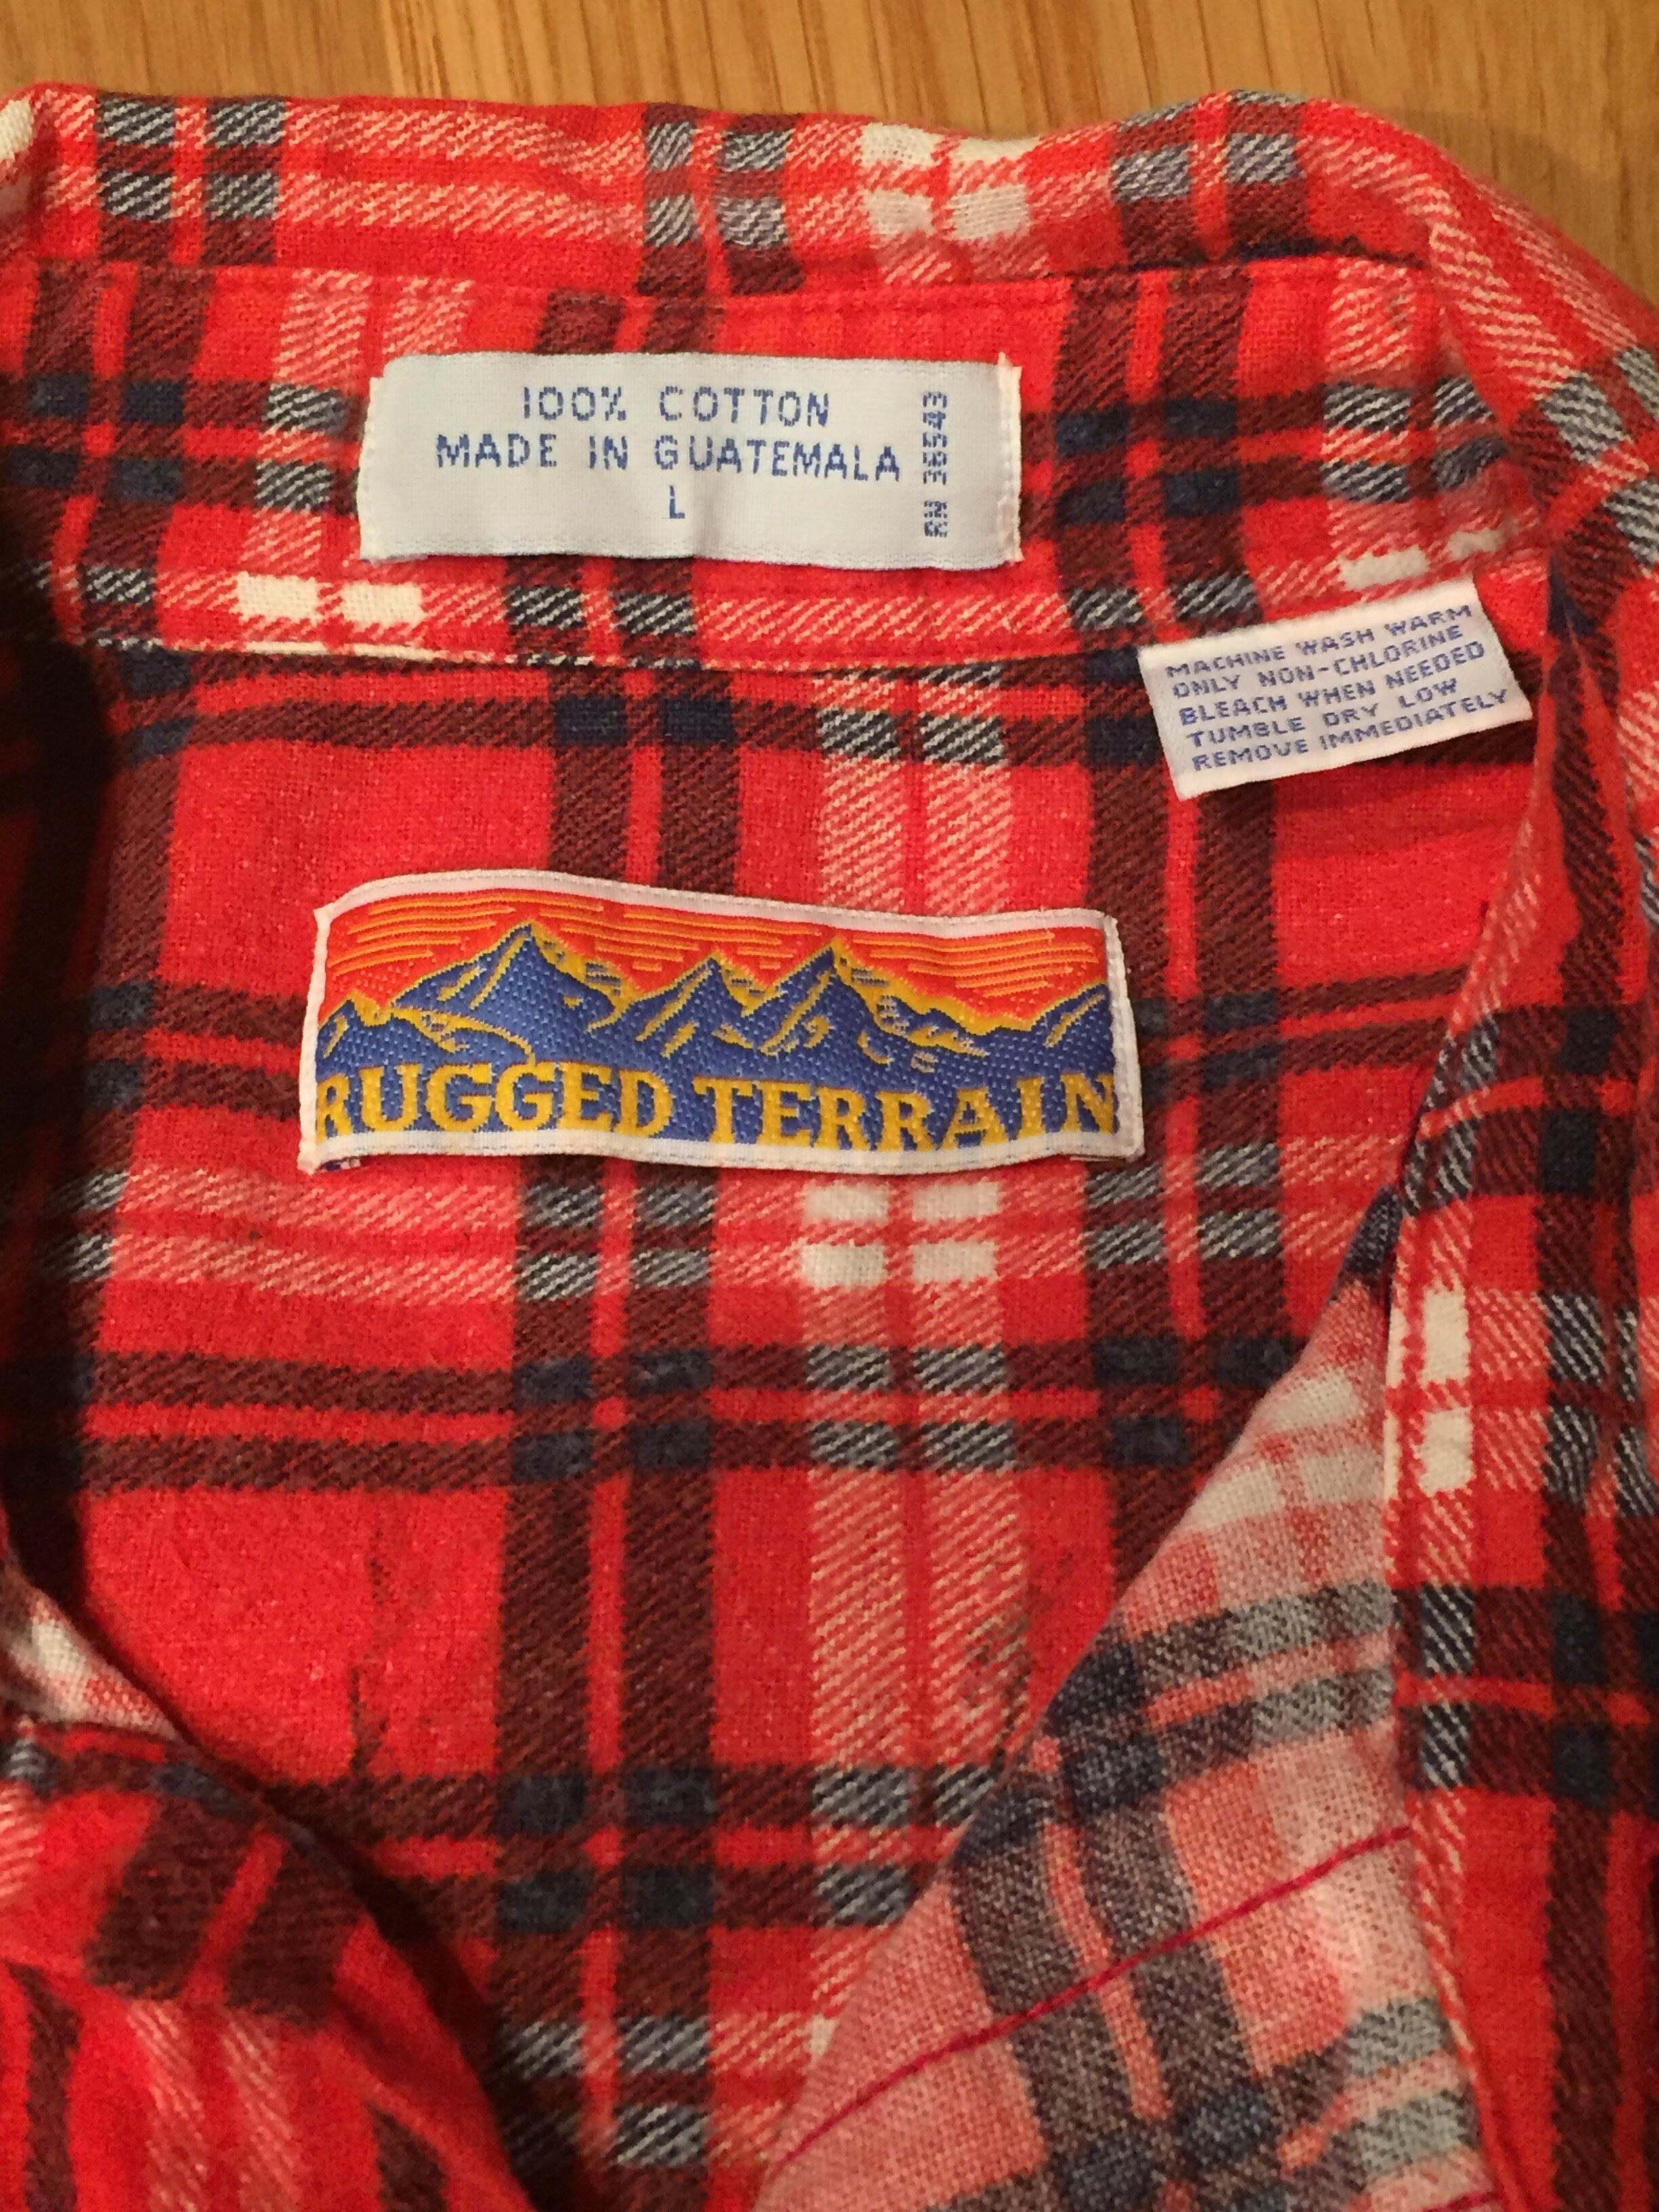 100% COTTON
MADE IN GUATEMALA
L
RN 36543
MACHINE WASH WARM
ONLY NON-CHLORINE
BLEACH WHEN NEEDED
TUMBLE DRY LOW
REMOVE IMMEDIATELY
RUGGED TERRAIN